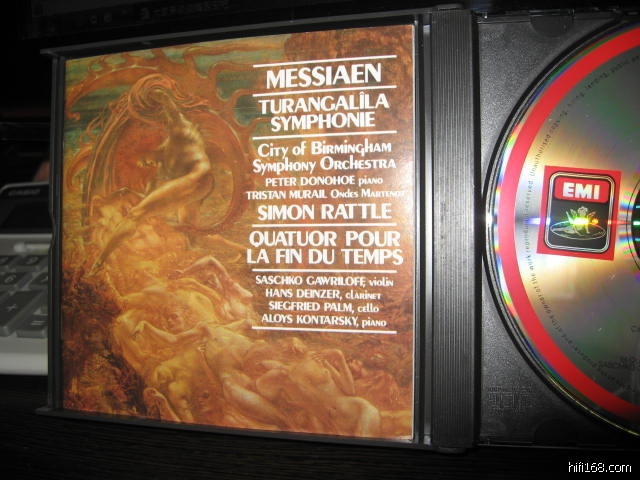 MESSIAEN
TURANGALÎLA
SYMPHONIE
City of Birmingham
Symphony Orchestra
PETER DONOHOE piano
TRISTAN MURAIL Ondes Martenot
SIMON RATTLE
QUATUOR POUR
LA FIN DU TEMPS
SASCHKO GAWRILOFF, violin
HANS DEINZER, clarinet
SIEGFRIED PALM, cello
ALOYS KONTARSKY, piano
EMI
CASIO
hifi168.com